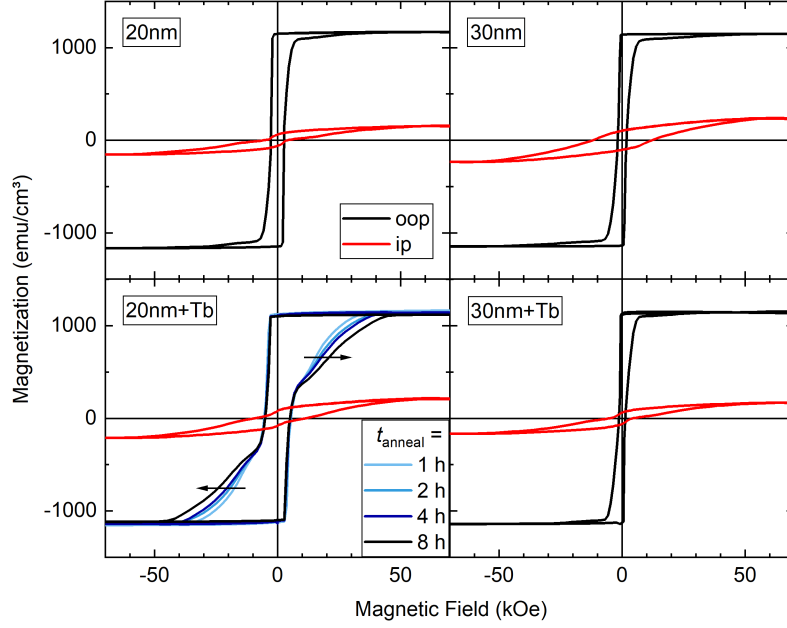 20nm
30nm
1000
0
-1000
oop
ip
Magnetization (emu/cm³)
20nm+Tb
30nm+Tb
1000
0
-1000
t_anneal =
1 h
2 h
4 h
8 h
-50 0 50 -50 0 50
Magnetic Field (kOe)